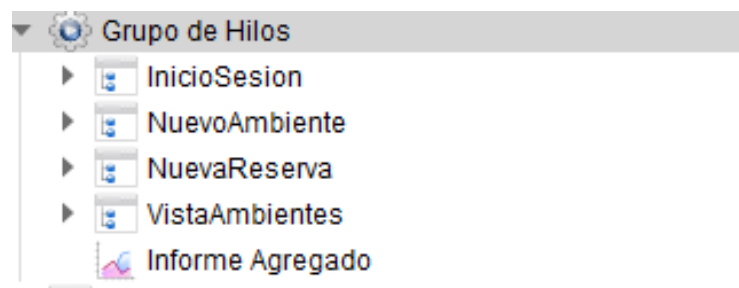 Grupo de Hilos
InicioSesion
NuevoAmbiente
NuevaReserva
VistaAmbientes
Informe Agregado